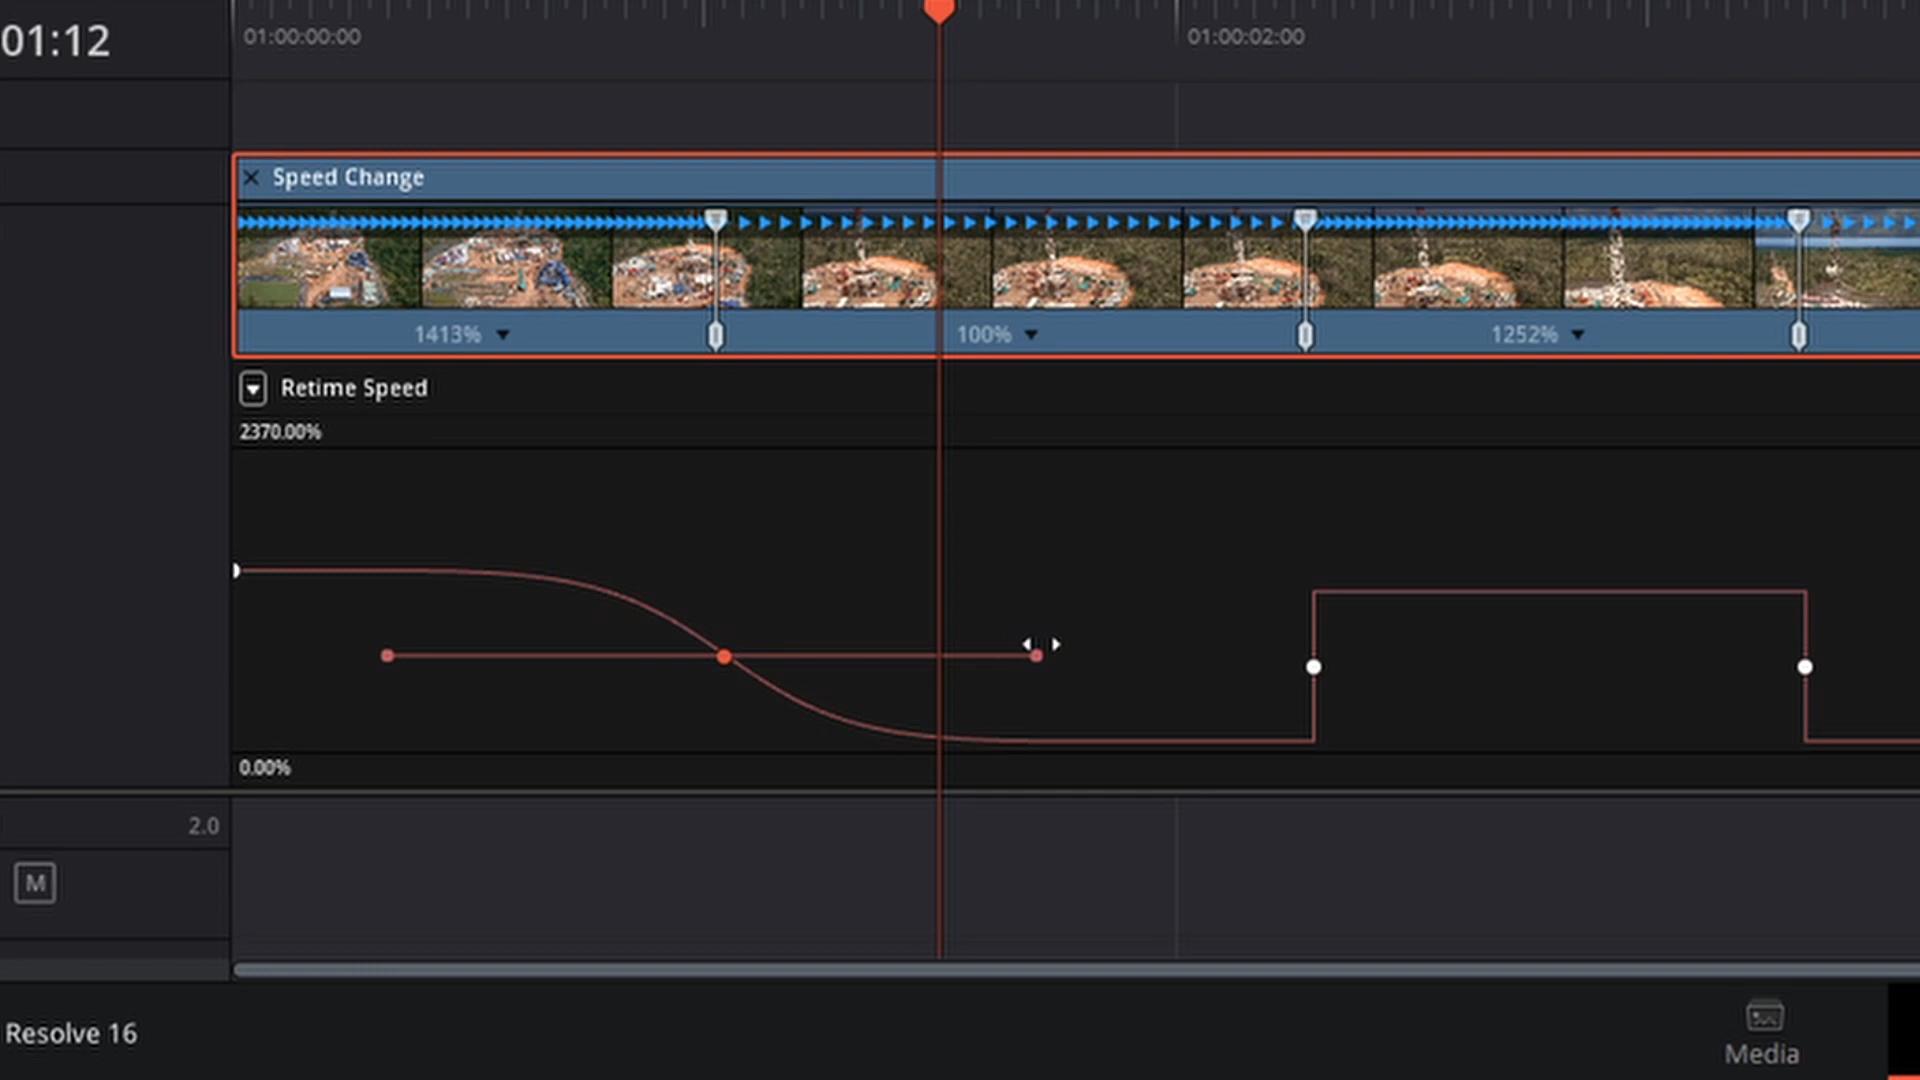 01:12
01:00:00:00
01:00:02:00
Speed Change
1413%
100%
1252%
Retime Speed
2370.00%
0.00%
2.0
M
Resolve 16
Media